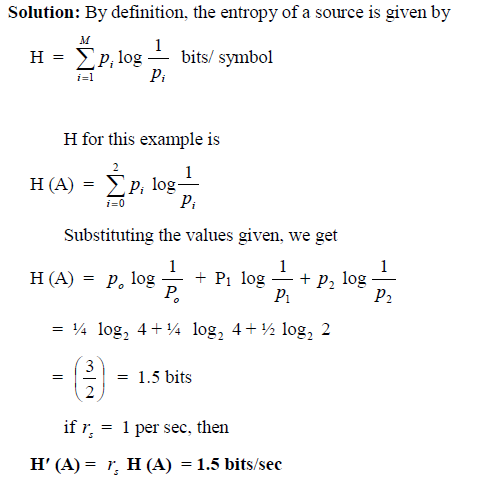 Solution: By definition, the entropy of a source is given by
H = \sum_{i=1}^{M} p_i log \frac{1}{p_i} bits/ symbol
H for this example is
H (A) = \sum_{i=0}^{2} p_i log \frac{1}{p_i}
Substituting the values given, we get
H (A) = p_o log \frac{1}{P_o} + P_1 log \frac{1}{p_1} + p_2 log \frac{1}{p_2}
= ¼ log_2 4 + ¼ log_2 4 + ½ log_2 2
= \left(\frac{3}{2}\right) = 1.5 bits
if r_s = 1 per sec, then
H′ (A) = r_s H (A) = 1.5 bits/sec